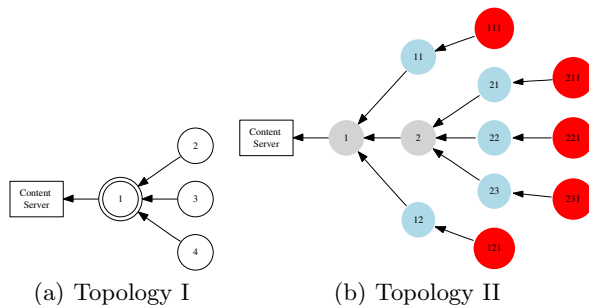 111
11
21
211
Content
Server
1
2
22
221
23
231
12
121
2
Content
Server
1
3
4
(a) Topology I
(b) Topology II